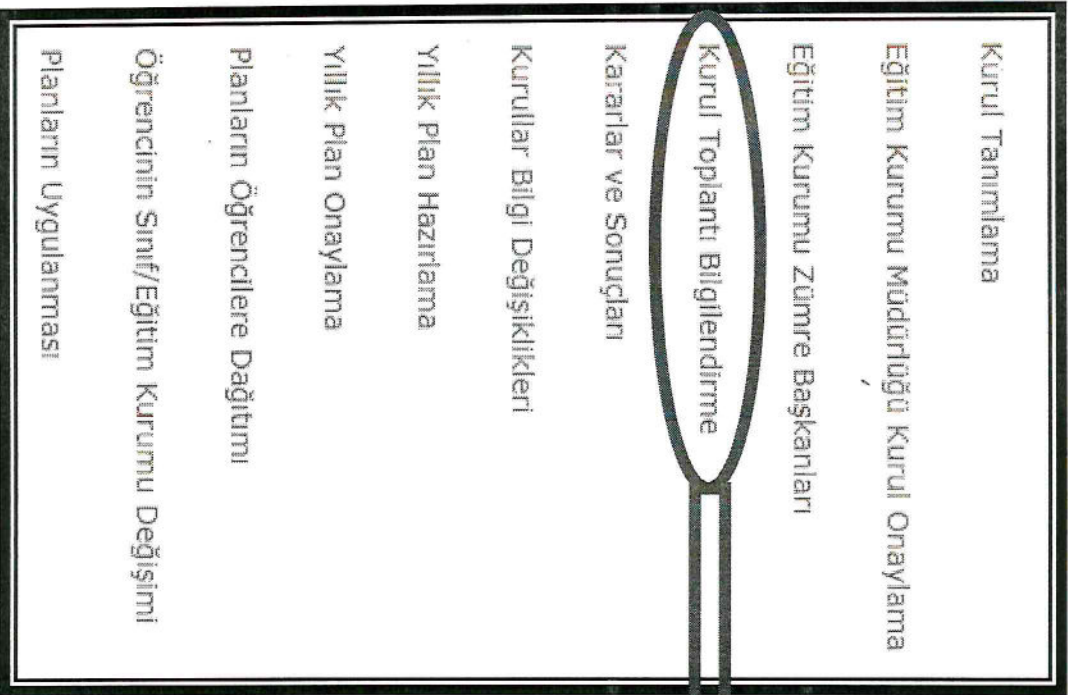 Kurul Tanımlama
Eğitim Kurumu Müdürlüğü Kurul Onaylama
Eğitim Kurumu Zümre Başkanları
Kurul Toplantı Bilgilendirme
Kararlar ve Sonuçları
Kurullar Bilgi Değişiklikleri
Yıllık Plan Hazırlama
Yıllık Plan Onaylama
Planların Öğrencilere Dağıtımı
Öğrencinin Sınıf/Eğitim Kurumu Değişimi
Planların Uygulanması